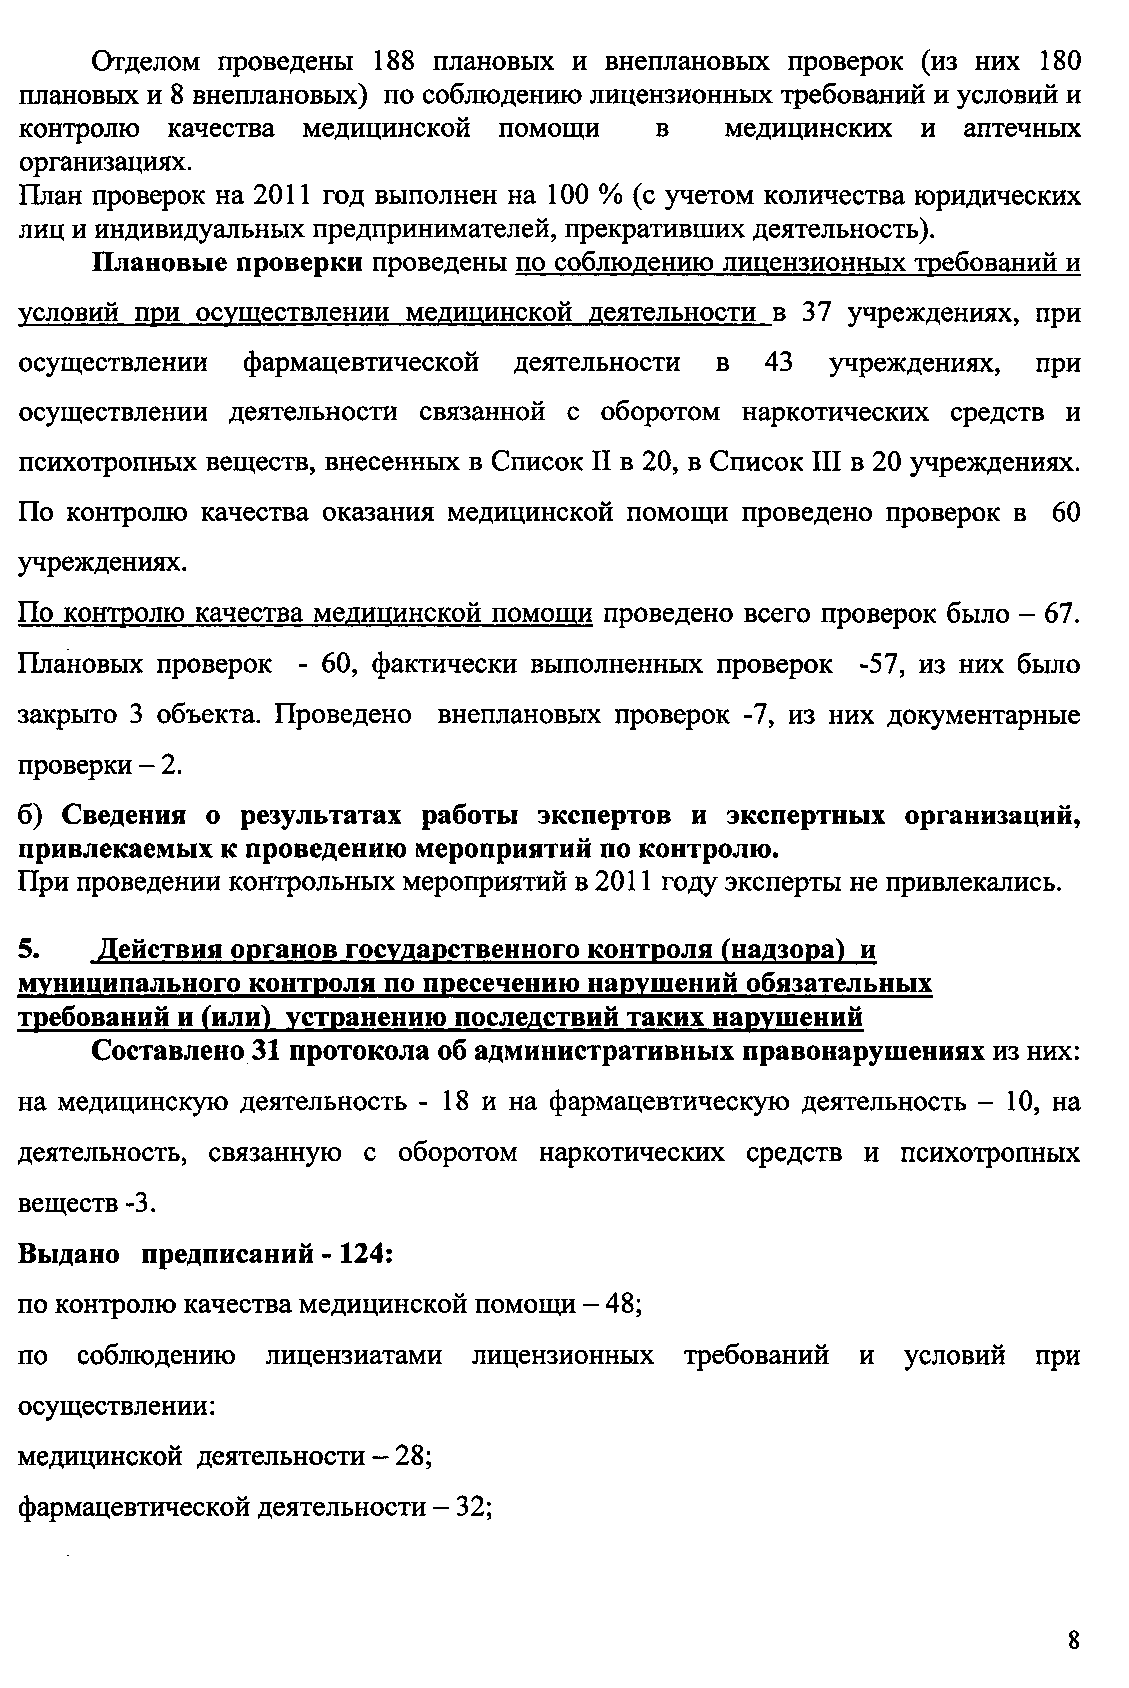 Отделом проведены 188 плановых и внеплановых проверок (из них 180
плановых и 8 внеплановых) по соблюдению лицензионных требований и условий и
контролю качества медицинской помощи в медицинских и аптечных
организациях.
План проверок на 2011 год выполнен на 100 % (с учетом количества юридических
лиц и индивидуальных предпринимателей, прекративших деятельность).
Плановые проверки проведены по соблюдению лицензионных требований и
условий при осуществлении медицинской деятельности в 37 учреждениях, при
осуществлении фармацевтической деятельности в 43 учреждениях, при
осуществлении деятельности связанной с оборотом наркотических средств и
психотропных веществ, внесенных в Список II в 20, в Список III в 20 учреждениях.
По контролю качества оказания медицинской помощи проведено проверок в 60
учреждениях.
По контролю качества медицинской помощи проведено всего проверок было – 67.
Плановых проверок - 60, фактически выполненных проверок -57, из них было
закрыто 3 объекта. Проведено внеплановых проверок -7, из них документарные
проверки – 2.
б) Сведения о результатах работы экспертов и экспертных организаций,
привлекаемых к проведению мероприятий по контролю.
При проведении контрольных мероприятий в 2011 году эксперты не привлекались.
5. Действия органов государственного контроля (надзора) и
муниципального контроля по пресечению нарушений обязательных
требований и (или) устранению последствий таких нарушений
Составлено 31 протокола об административных правонарушениях из них:
на медицинскую деятельность - 18 и на фармацевтическую деятельность – 10, на
деятельность, связанную с оборотом наркотических средств и психотропных
веществ -3.
Выдано предписаний - 124:
по контролю качества медицинской помощи – 48;
по соблюдению лицензиатами лицензионных требований и условий при
осуществлении:
медицинской деятельности – 28;
фармацевтической деятельности – 32;
8